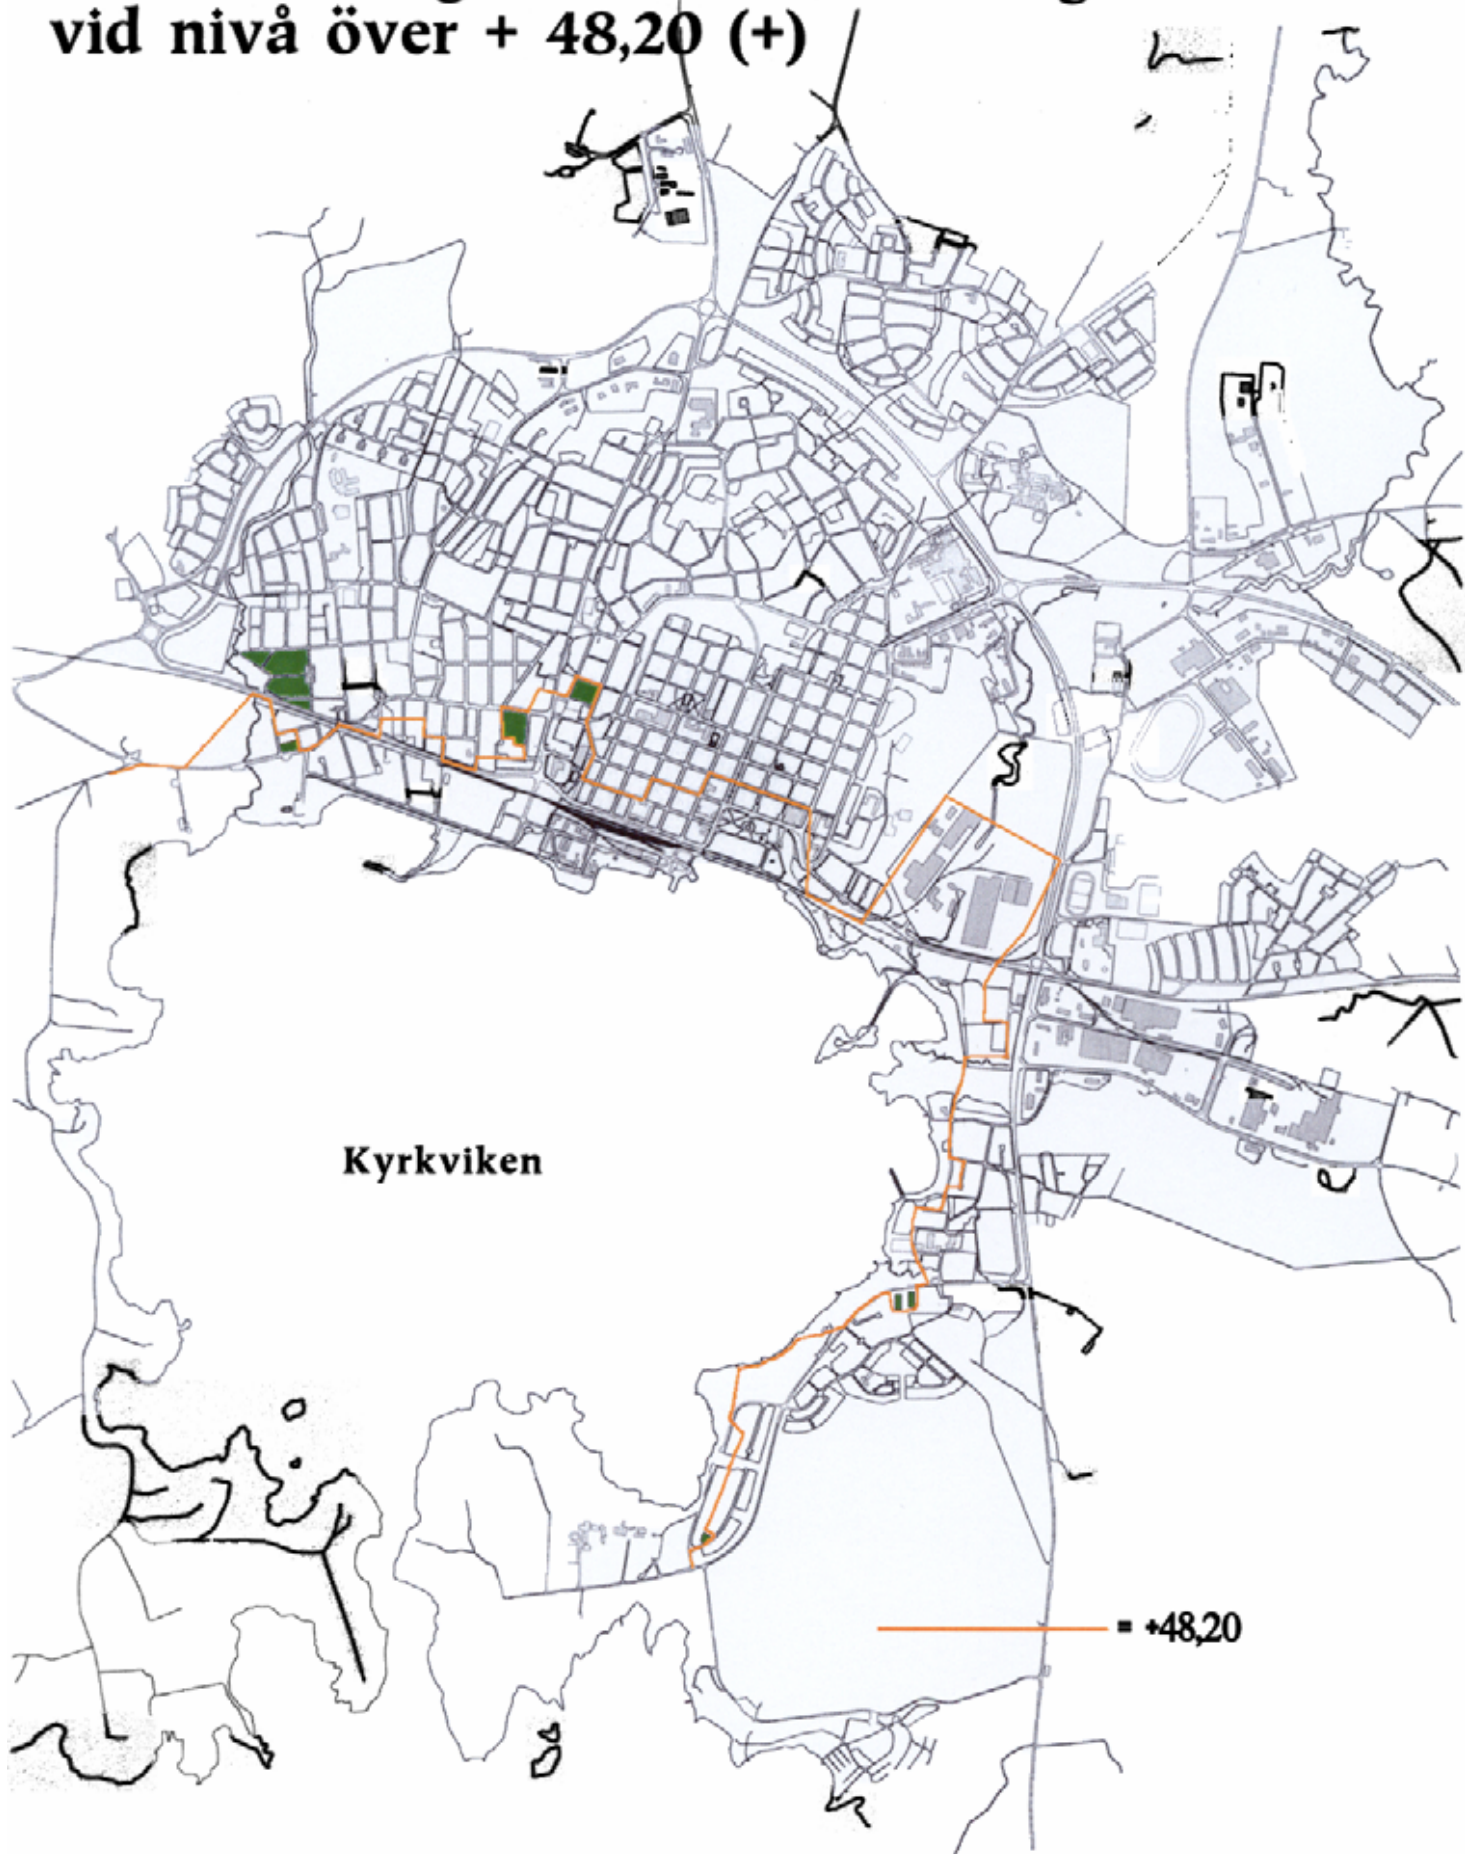 vid nivå över + 48,20 (+)
Kyrkviken
= +48,20